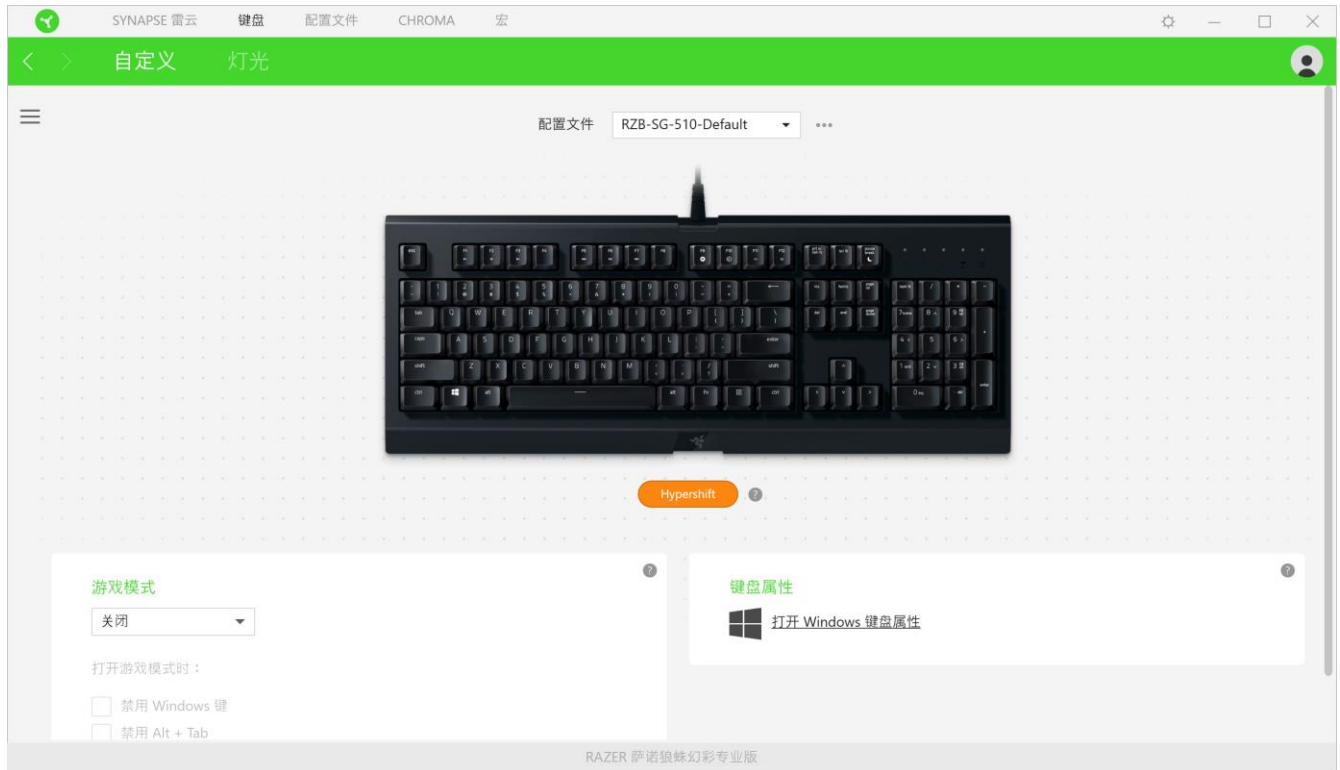 SYNAPSE 雷云 键盘 配置文件 CHROMA 宏
自定义 灯光
配置文件 RZB-SG-510-Default
Hypershift
游戏模式
关闭
打开游戏模式时：
禁用 Windows 键
禁用 Alt + Tab
键盘属性
打开 Windows 键盘属性
RAZER 萨诺狼蛛幻彩专业版